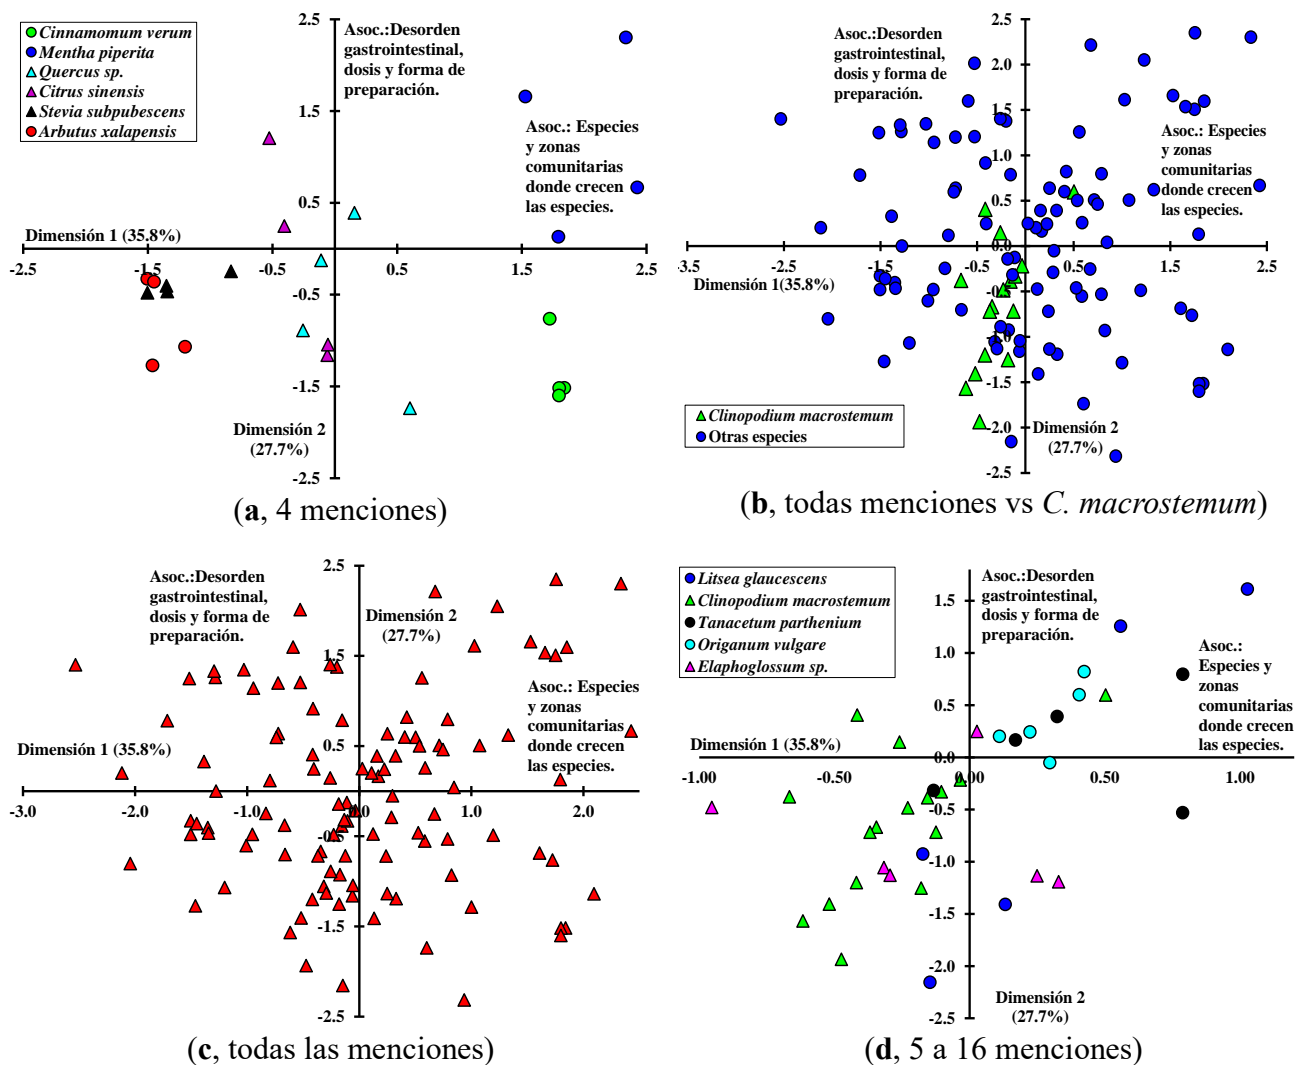 Cinnamomum verum
Mentha piperita
Quercus sp.
Citrus sinensis
Stevia subpubescens
Arbutus xalapensis
Asoc.:Desorden
gastrointestinal,
dosis y forma de
preparación.
Asoc.: Especies
y zonas
comunitarias
donde crecen
las especies.
Dimensión 1 (35.8%)
Dimensión 2
(27.7%)
2.5
1.5
0.5
-0.5
-1.5
-2.5
-2.5
-1.5
-0.5
0.5
1.5
2.5
(a, 4 menciones)
Asoc.:Desorden
gastrointestinal,
dosis y forma de
preparación.
Asoc.: Especies
y zonas
comunitarias
donde crecen
las especies.
Dimensión 1(35.8%)
Dimensión 2
(27.7%)
Clinopodium macrostemum
Otras especies
2.5
2.0
1.5
1.0
0.5
0.0
-0.5
-1.0
-1.5
-2.0
-2.5
3.5
-2.5
-1.5
-0.5
0.5
1.5
2.5
(b, todas menciones vs C. macrostemum)
Asoc.:Desorden
gastrointestinal,
dosis y forma de
preparación.
Dimensión 2
(27.7%)
Asoc.: Especies
y zonas
comunitarias
donde crecen
las especies.
Dimensión 1 (35.8%)
2.5
1.5
0.5
-0.5
-1.5
-2.5
-3.0
-2.0
-1.0
0.0
1.0
2.0
(c, todas las menciones)
Litsea glaucescens
Clinopodium macrostemum
Tanacetum parthenium
Origanum vulgare
Elaphoglossum sp.
Asoc.:Desorden
gastrointestinal,
dosis y forma de
preparación.
Asoc.:
Especies y
zonas
comunitarias
donde crecen
las especies.
Dimensión 1 (35.8%)
Dimensión 2
(27.7%)
1.5
1.0
0.5
0.0
-0.5
-1.0
-1.5
-2.0
-2.5
-1.00
-0.50
0.00
0.50
1.00
(d, 5 a 16 menciones)